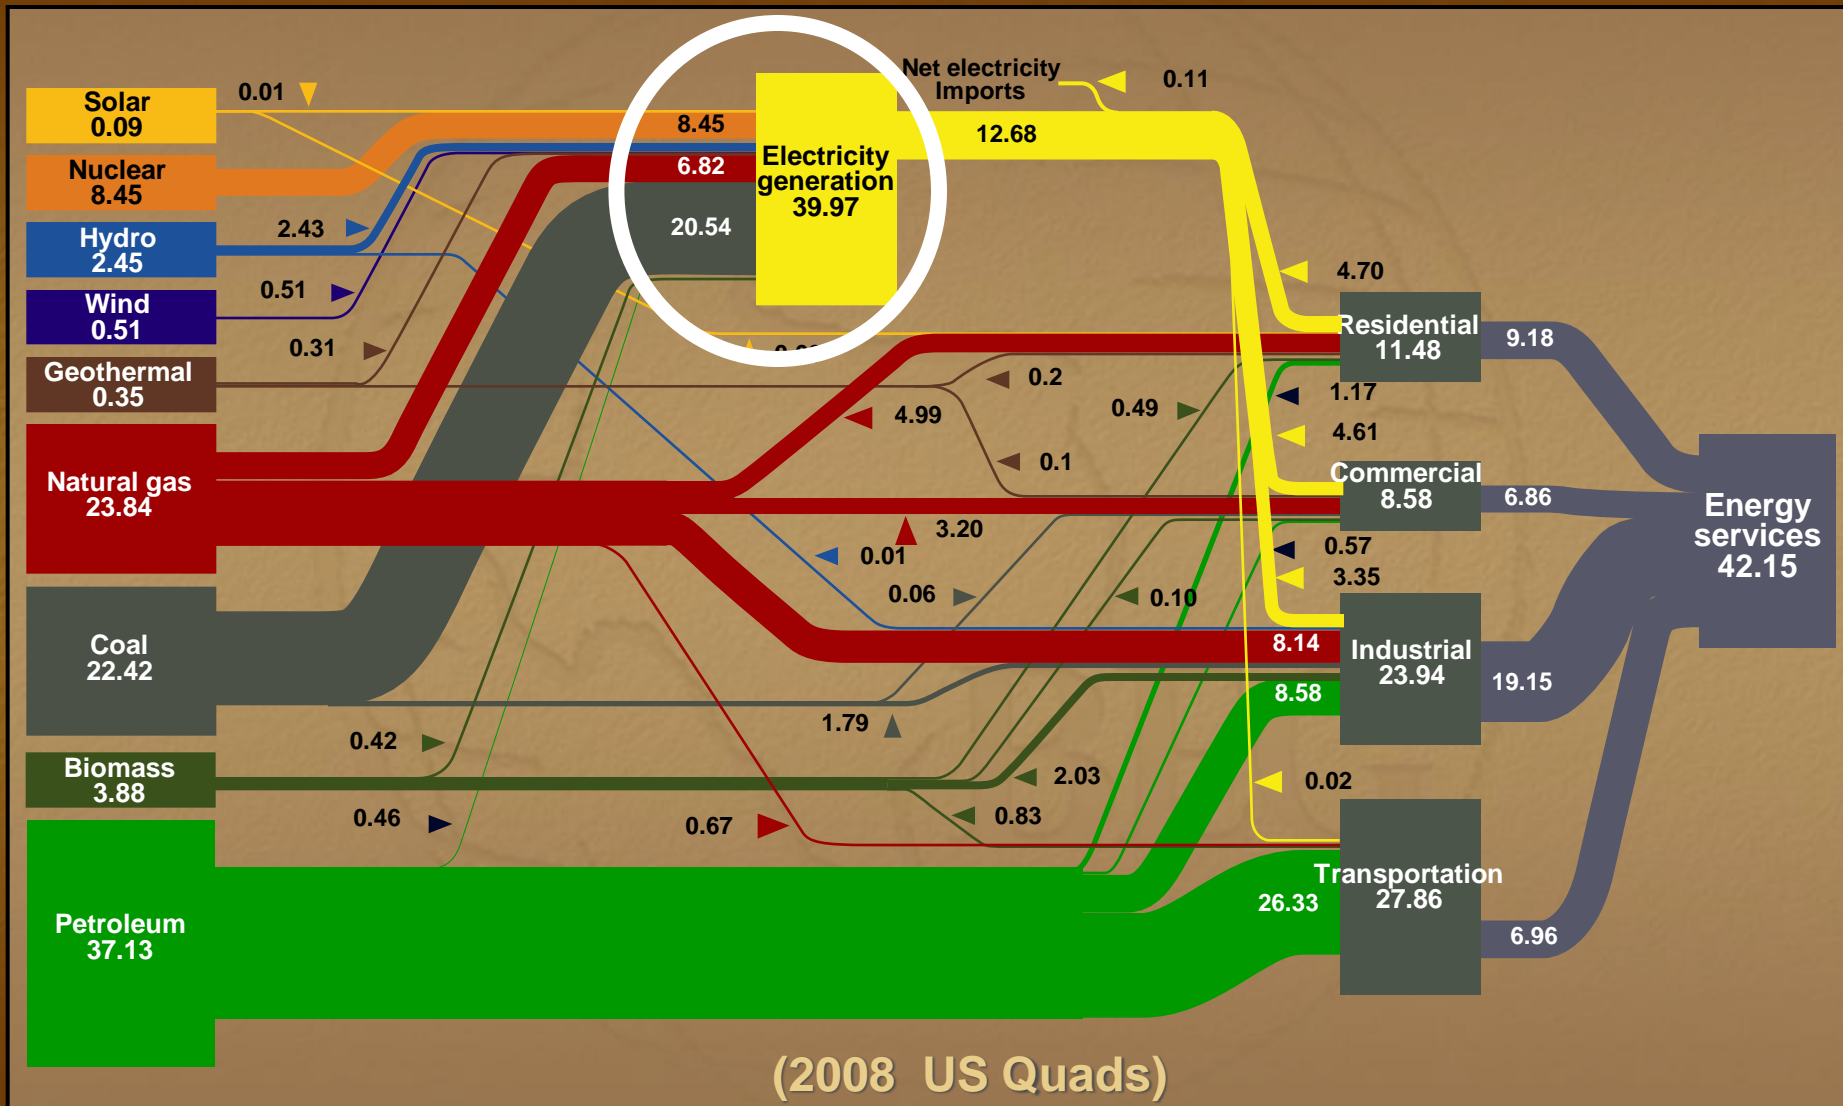 Solar
0.09
Nuclear
8.45
Hydro
2.45
Wind
0.51
Geothermal
0.35
Natural gas
23.84
Coal
22.42
Biomass
3.88
Petroleum
37.13
0.01
2.43
0.51
0.31
0.42
0.46
8.45
6.82
20.54
Electricity
generation
39.97
Net electricity
Imports
0.11
12.68
4.99
0.2
0.1
3.20
0.01
0.06
1.79
0.49
0.10
2.03
0.83
0.67
4.70
1.17
4.61
0.57
3.35
8.14
8.58
0.02
26.33
Residential
11.48
Commercial
8.58
Industrial
23.94
Transportation
27.86
9.18
6.86
19.15
6.96
Energy
services
42.15
(2008 US Quads)